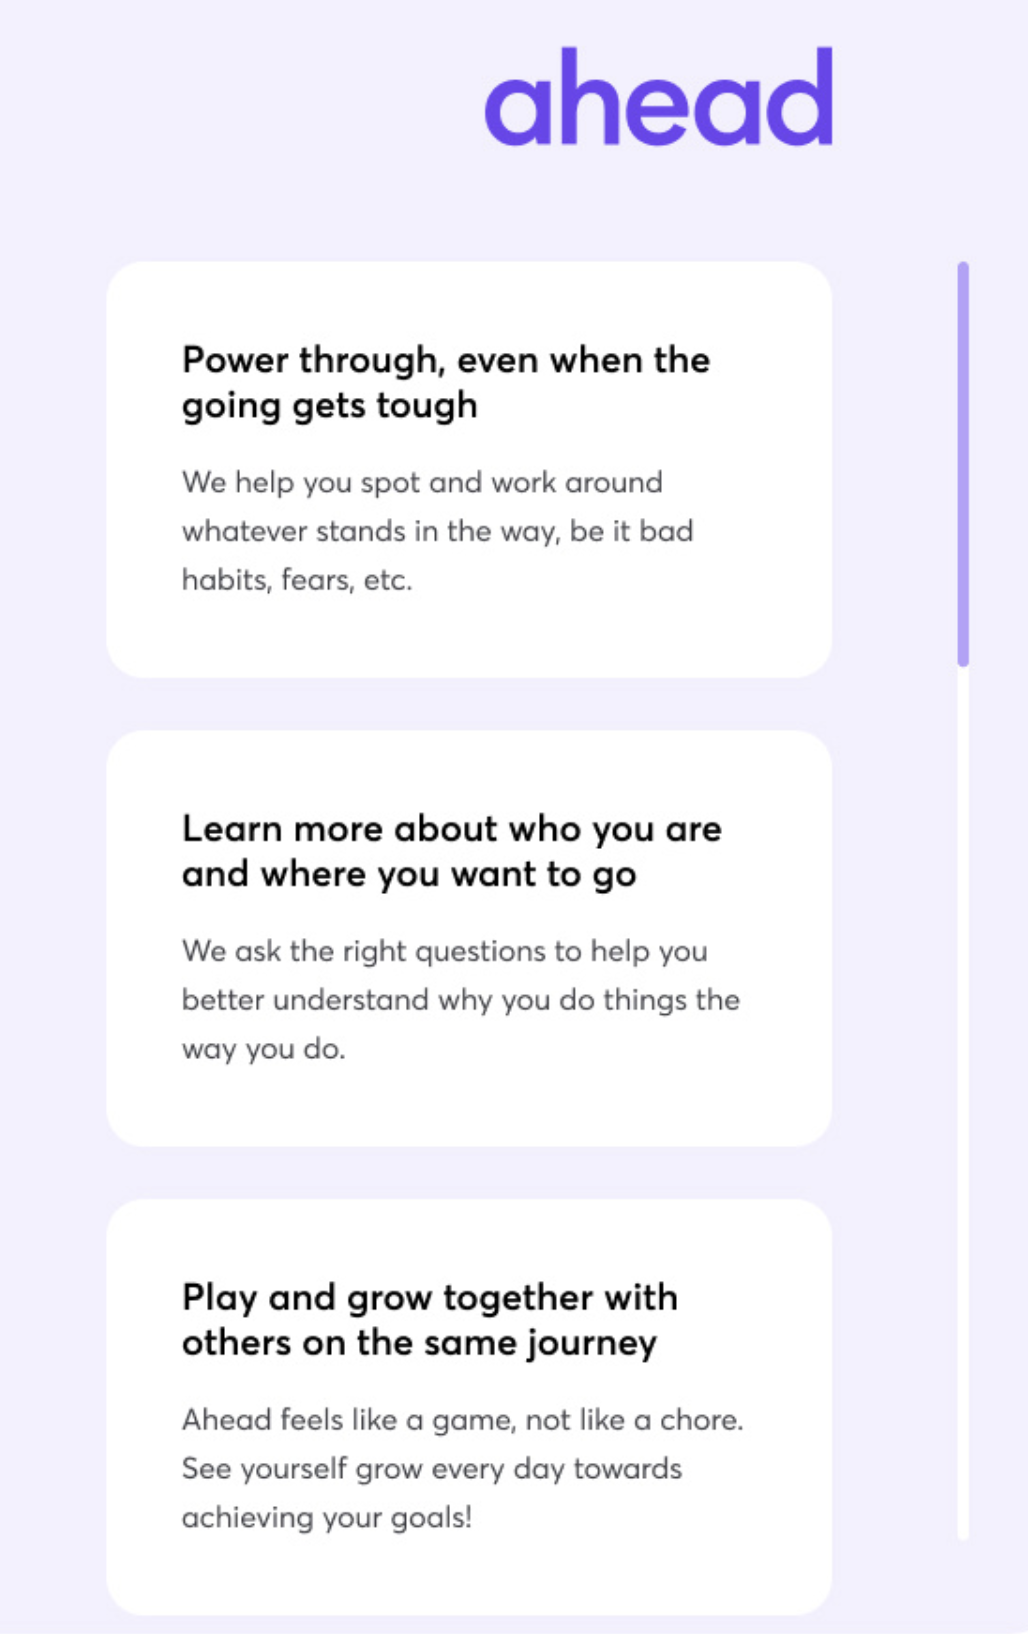 ahead
Power through, even when the
going gets tough
We help you spot and work around
whatever stands in the way, be it bad
habits, fears, etc.
Learn more about who you are
and where you want to go
We ask the right questions to help you
better understand why you do things the
way you do.
Play and grow together with
others on the same journey
Ahead feels like a game, not like a chore.
See yourself grow every day towards
achieving your goals!